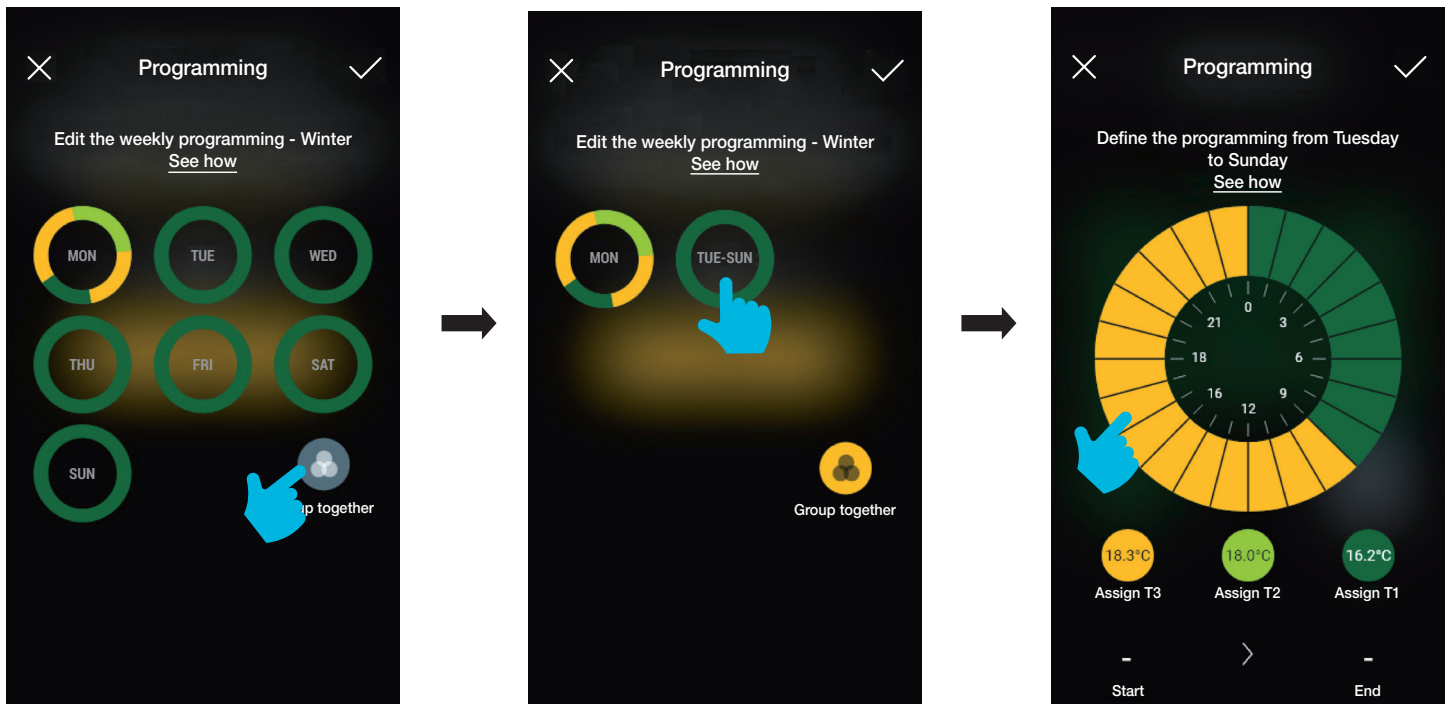 Programming
Edit the weekly programming - Winter
See how
MON
TUE
WED
THU
FRI
SAT
SUN
up together
Programming
Edit the weekly programming - Winter
See how
MON
TUE-SUN
Group together
Programming
Define the programming from Tuesday
to Sunday
See how
0
3
6
9
12
16
18
21
18.3°C
18.0°C
16.2°C
Assign T3
Assign T2
Assign T1
-
-
Start
End